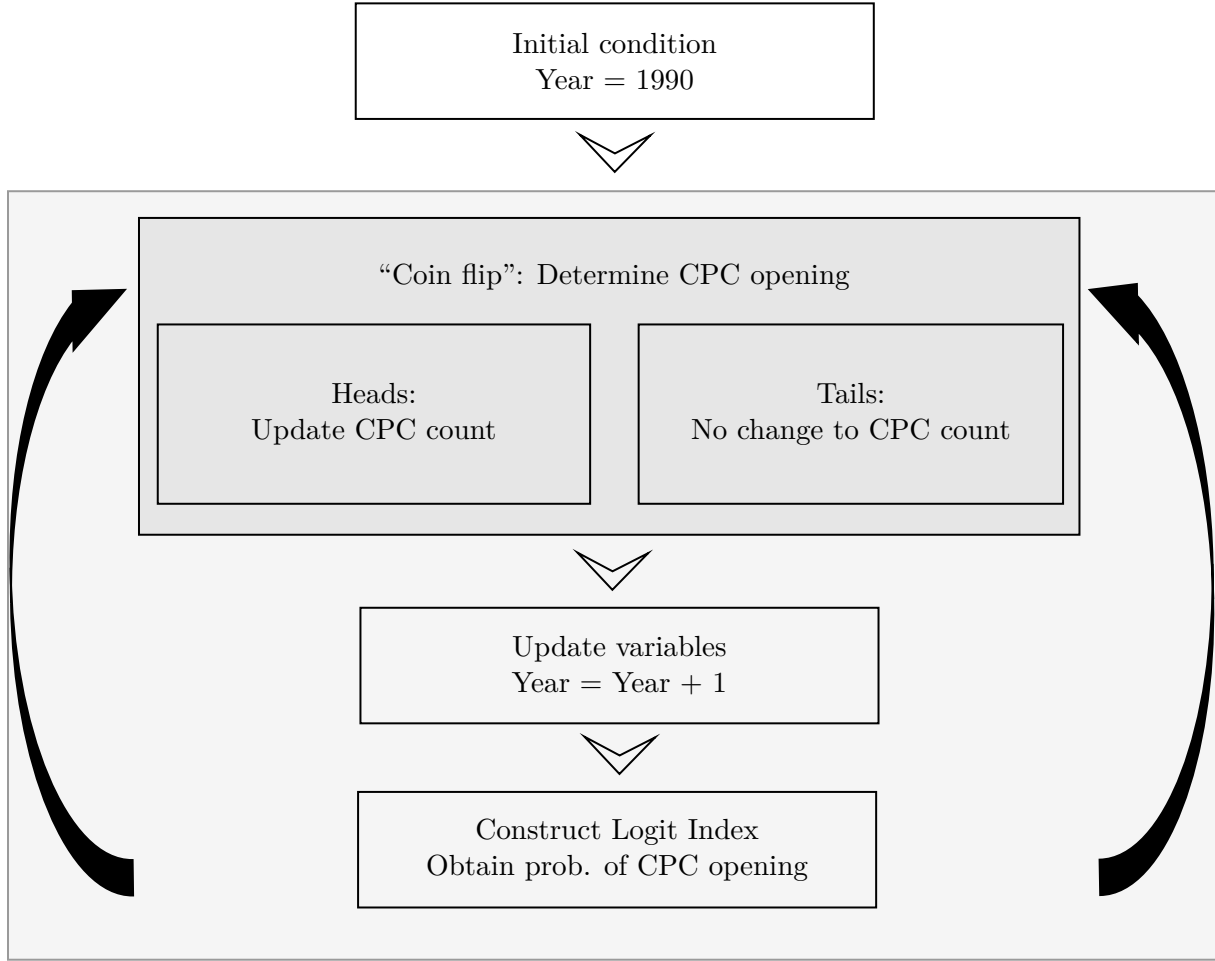 Initial condition
Year = 1990
“Coin flip”: Determine CPC opening
Heads:
Update CPC count
Tails:
No change to CPC count
Update variables
Year = Year + 1
Construct Logit Index
Obtain prob. of CPC opening